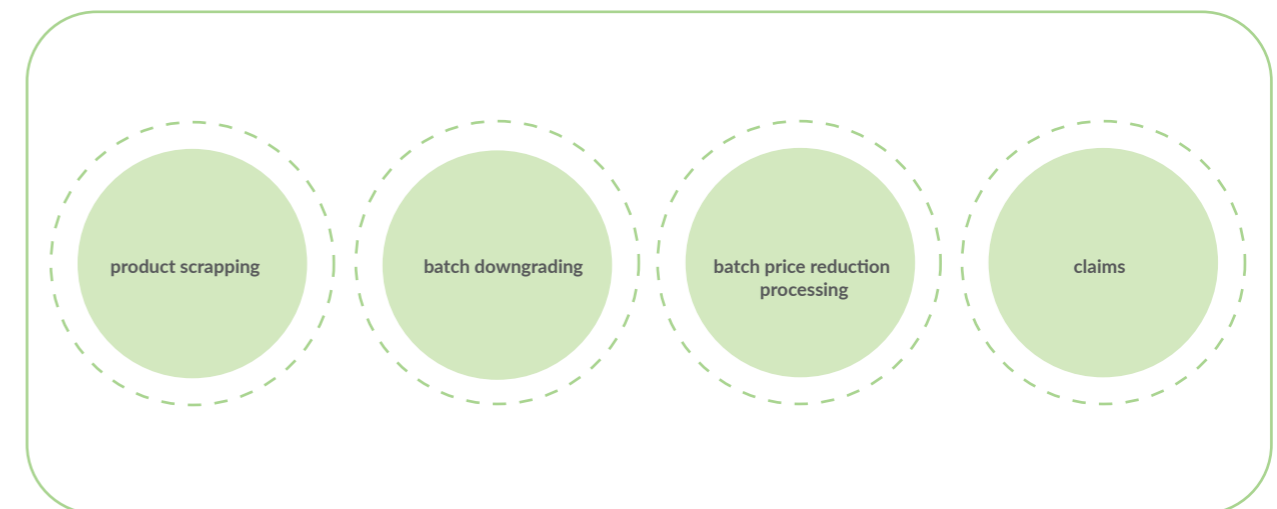 product scrapping
batch downgrading
batch price reduction
processing
claims